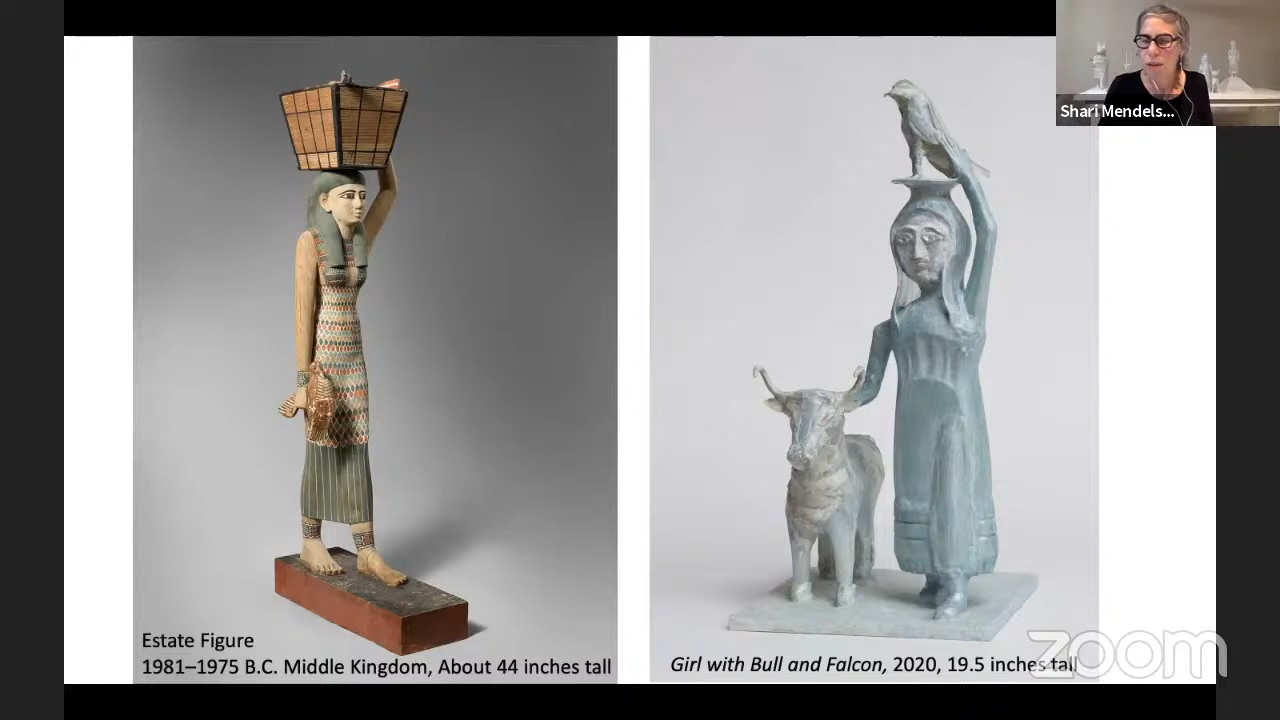 Shari Mendels...
Estate Figure
1981–1975 B.C. Middle Kingdom, About 44 inches tall
Girl with Bull and Falcon, 2020, 19.5 inches tall
zoom